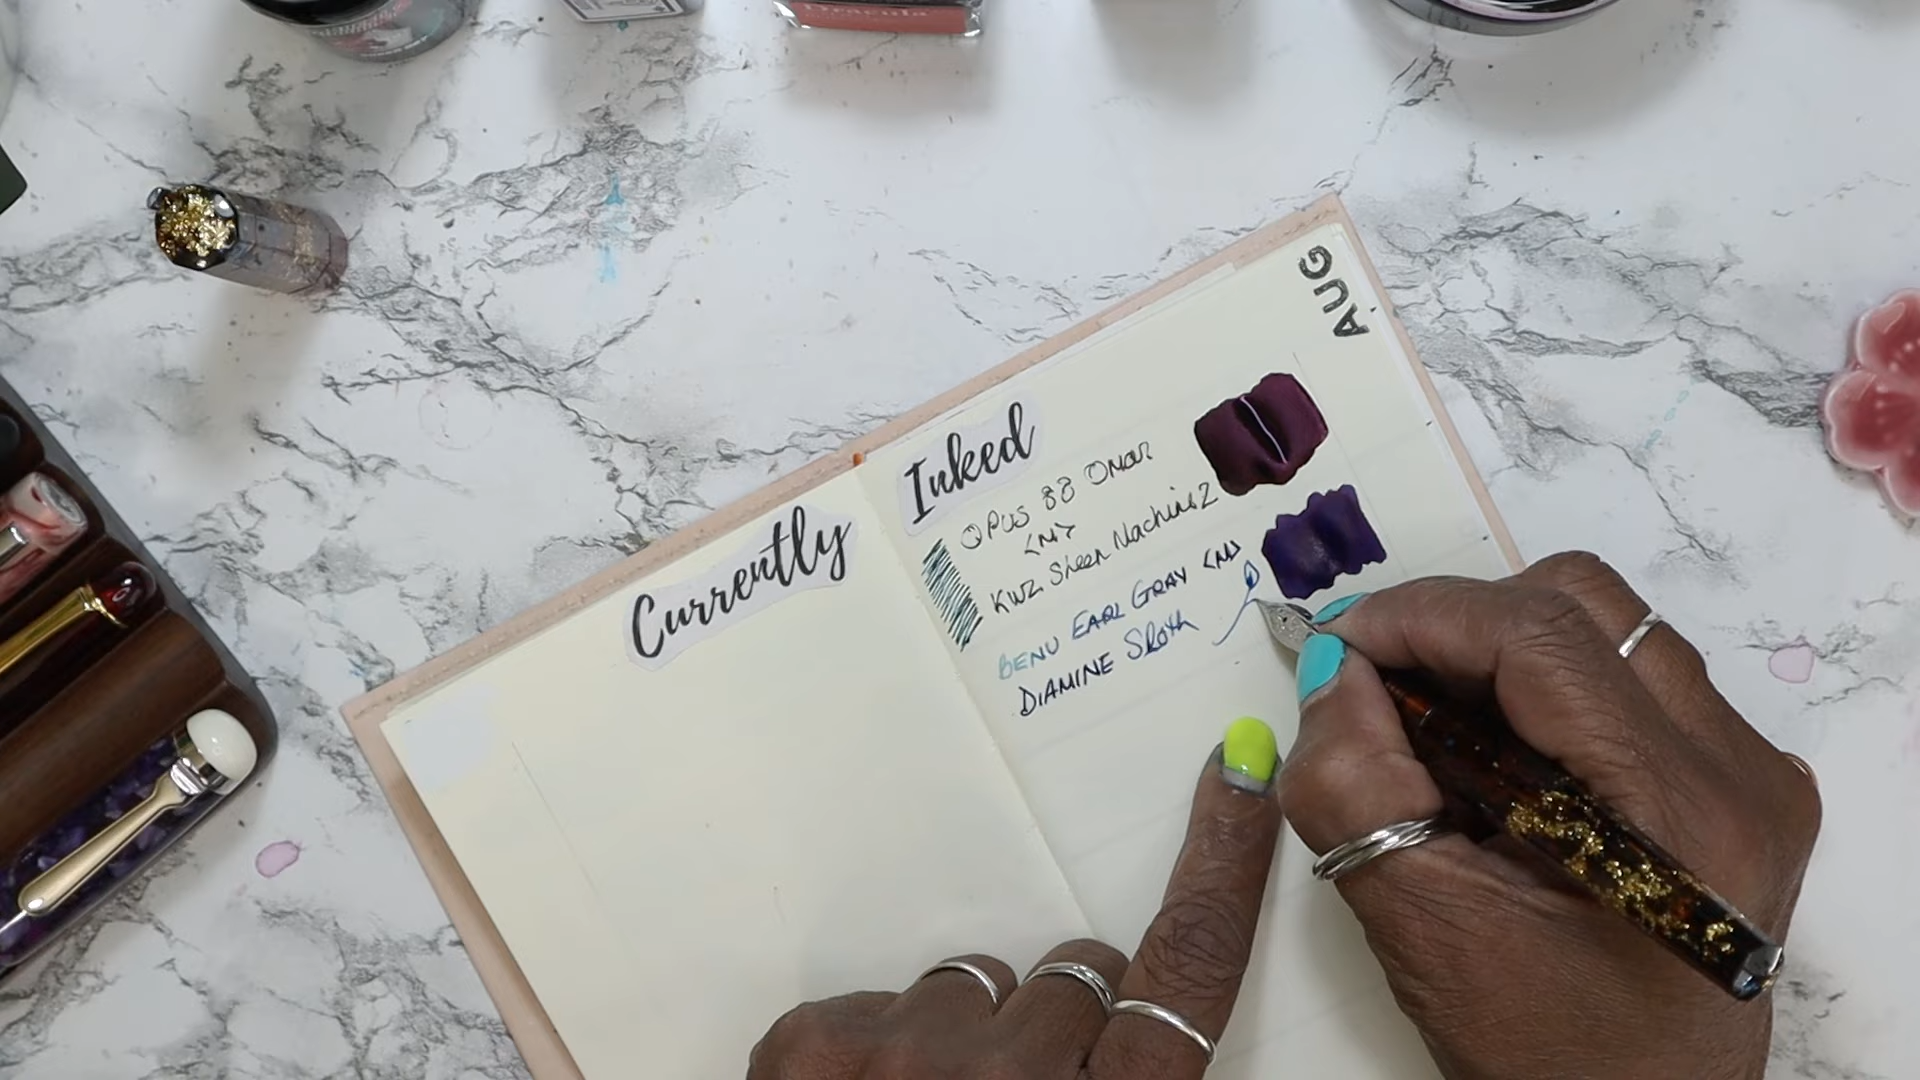 AUG
Currently
Inked
OPUS 88 OMAR
<M>
KWZ Sheen Machine 2
BENU EARL GRAY <M>
DIAMINE Sloth